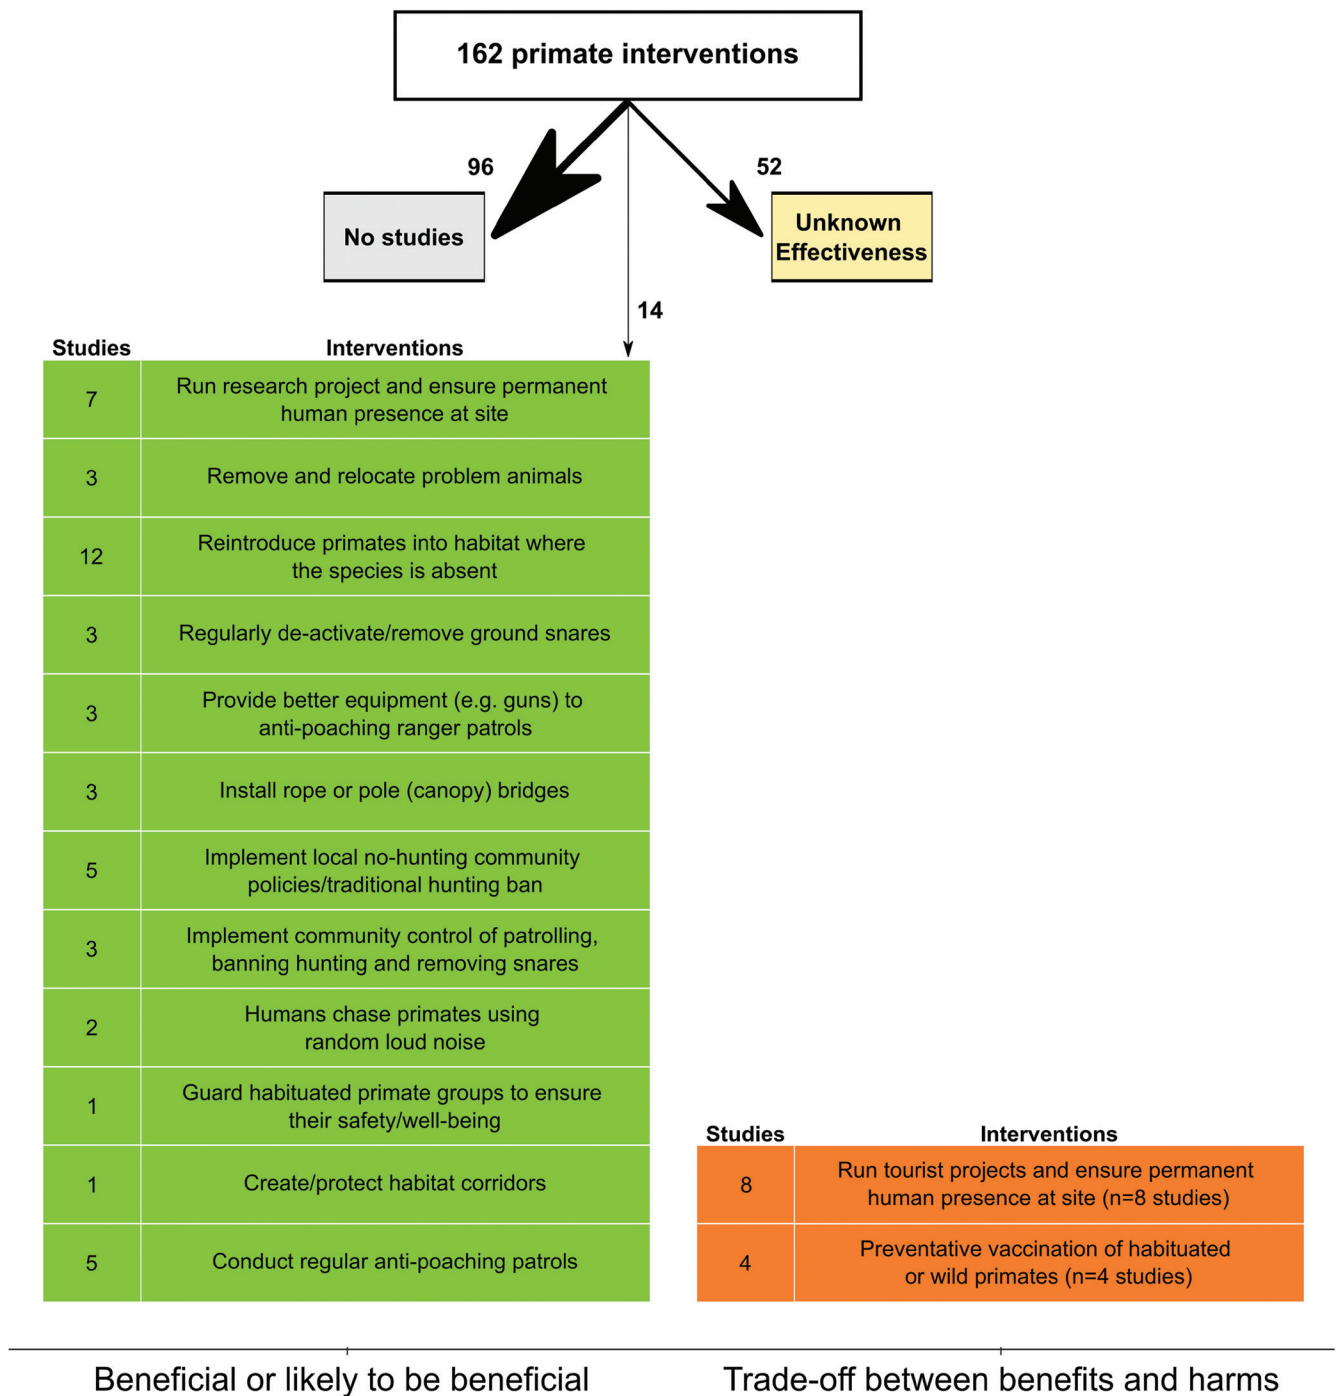 162 primate interventions
96
52
No studies
Unknown
Effectiveness
14
Studies Interventions
7 Run research project and ensure permanent
human presence at site
3 Remove and relocate problem animals
12 Reintroduce primates into habitat where
the species is absent
3 Regularly de-activate/remove ground snares
3 Provide better equipment (e.g. guns) to
anti-poaching ranger patrols
3 Install rope or pole (canopy) bridges
5 Implement local no-hunting community
policies/traditional hunting ban
3 Implement community control of patrolling,
banning hunting and removing snares
2 Humans chase primates using
random loud noise
1 Guard habituated primate groups to ensure
their safety/well-being
1 Create/protect habitat corridors
5 Conduct regular anti-poaching patrols
Studies Interventions
8 Run tourist projects and ensure permanent
human presence at site (n=8 studies)
4 Preventative vaccination of habituated
or wild primates (n=4 studies)
Beneficial or likely to be beneficial
Trade-off between benefits and harms